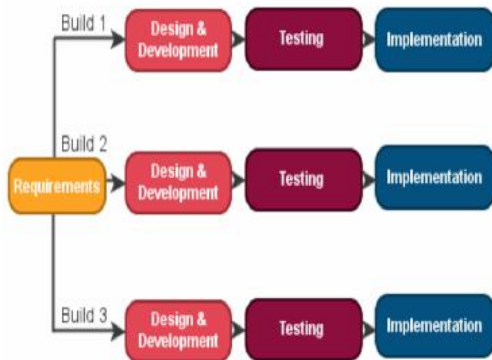 Build 1
Design &
Development
Testing
Implementation
Build 2
Requirements
Design &
Development
Testing
Implementation
Build 3
Design &
Development
Testing
Implementation